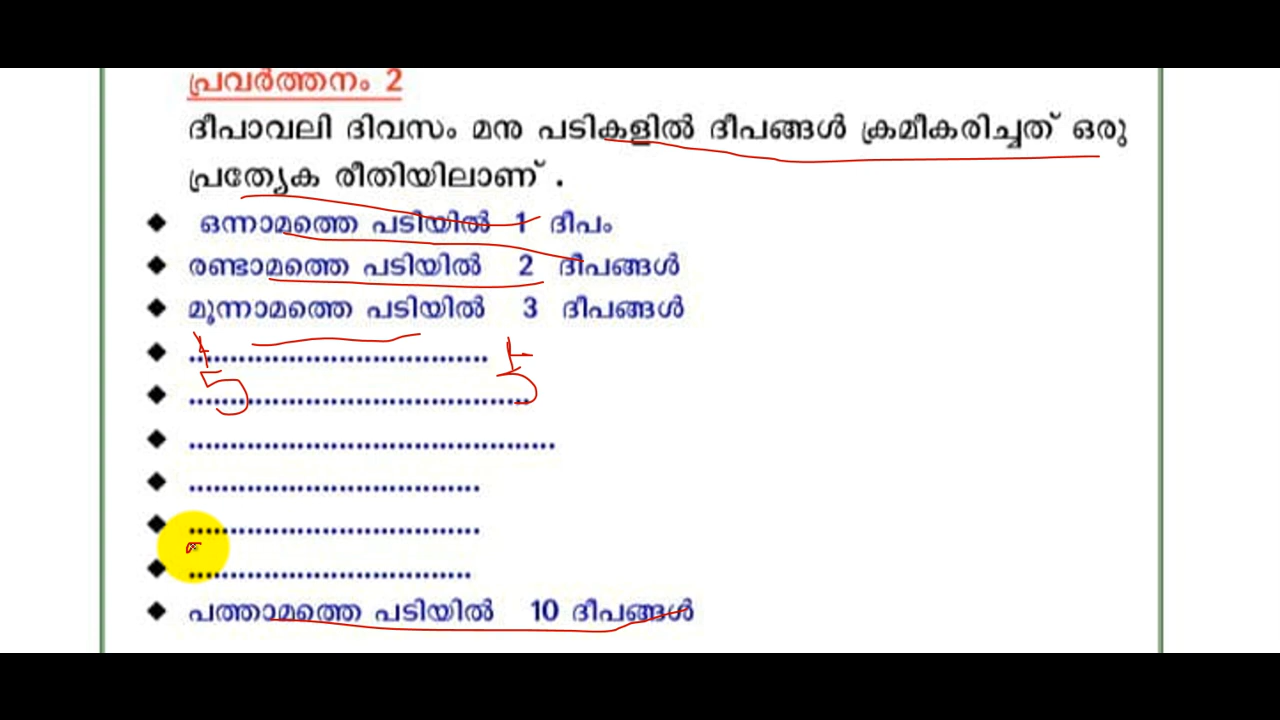 പ്രവർത്തനം 2
ദീപാവലി ദിവസം മനു പടികളിൽ ദീപങ്ങൾ ക്രമീകരിച്ചത് ഒരു
പ്രത്യേക രീതിയിലാണ് .
◆ ഒന്നാമത്തെ പടിയിൽ 1 ദീപം
◆ രണ്ടാമത്തെ പടിയിൽ 2 ദീപങ്ങൾ
◆ മൂന്നാമത്തെ പടിയിൽ 3 ദീപങ്ങൾ
◆ ....................................
◆ 5 ......................................... 5
◆ ............................................
◆ ...................................
◆ ...................................
◆ ..................................
◆ പത്താമത്തെ പടിയിൽ 10 ദീപങ്ങൾ